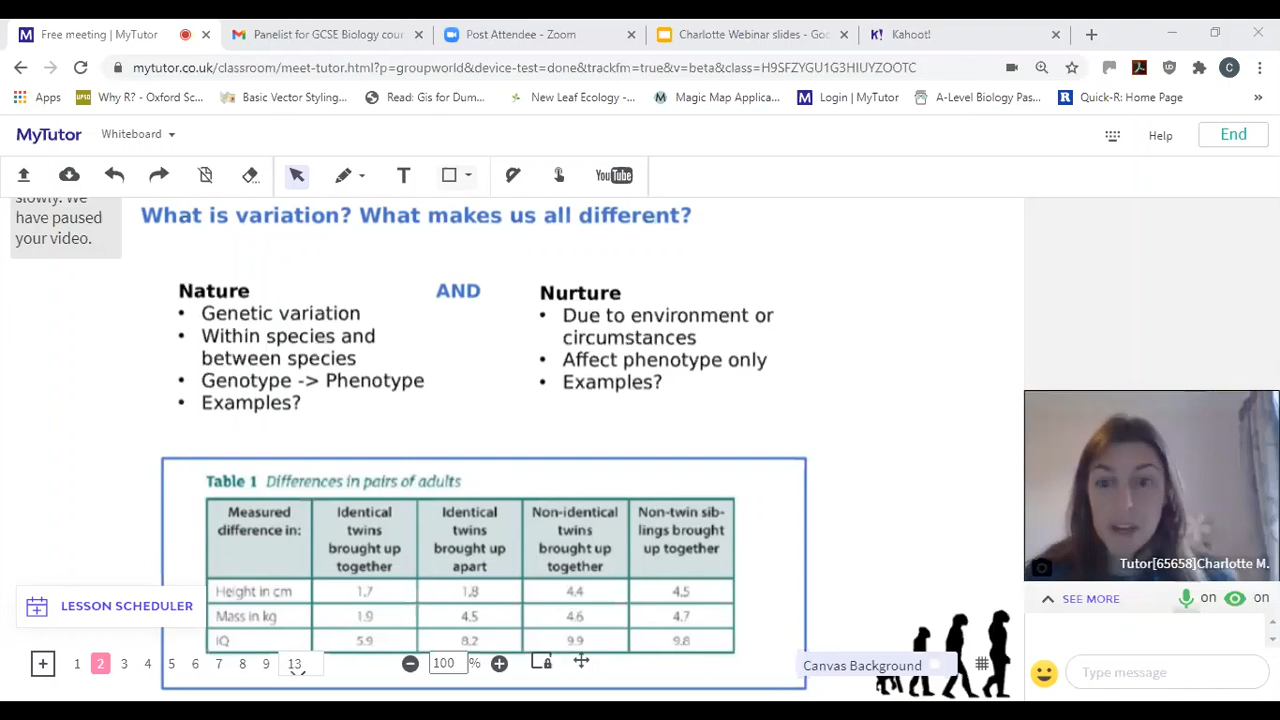 Free meeting | MyTutor
Panelist for GCSE Biology cour
Post Attendee - Zoom
Charlotte Webinar slides - Goo
Kahoot!
mytutor.co.uk/classroom/meet-tutor.html?p=groupworld&device-test=done&trackfm=true&v=beta&class=H9SFZYGU1G3HIUYZOOTC
C
Apps
Why R? - Oxford Sc...
Basic Vector Styling...
Read: Gis for Dum...
New Leaf Ecology -...
Magic Map Applica...
Login | MyTutor
A-Level Biology Pas...
Quick-R: Home Page
»
MyTutor
Whiteboard
Help
End
T
YouTube
slowly. We
have paused
your video.
What is variation? What makes us all different?
Nature
• Genetic variation
• Within species and
between species
• Genotype -> Phenotype
• Examples?
AND
Nurture
• Due to environment or
circumstances
• Affect phenotype only
• Examples?
Table 1 Differences in pairs of adults
Measured difference in: Identical twins brought up together Identical twins brought up apart Non-identical twins brought up together Non-twin sib-lings brought up together
Height in cm 1.7 1.8 4.4 4.5
Mass in kg 1.9 4.5 4.6 4.7
IQ 5.9 8.2 9.9 9.8
LESSON SCHEDULER
1 2 3 4 5 6 7 8 9 13
100 %
Canvas Background
Tutor[65658]Charlotte M.
SEE MORE
on
on
Type message